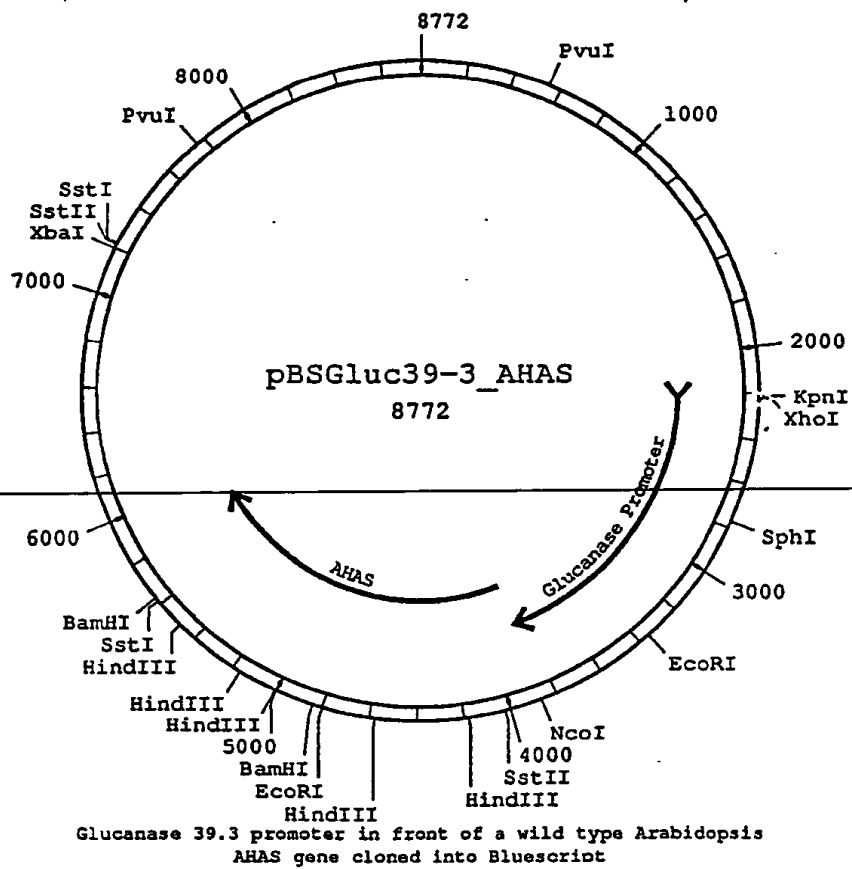 8772
PvuI
8000
PvuI
1000
SstI
SstII
XbaI
7000
2000
KpnI
XhoI
pBSGluc39-3_AHAS
8772
Glucanase Promoter
AHAS
6000
SphI
3000
BamHI
SstI
HindIII
EcoRI
HindIII
HindIII
5000
NcoI
4000
BamHI
SstII
EcoRI
HindIII
HindIII
Glucanase 39.3 promoter in front of a wild type Arabidopsis
AHAS gene cloned into Bluescript